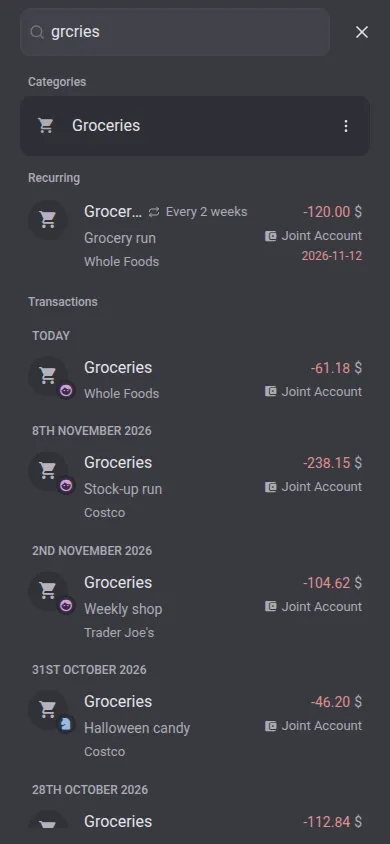 grcries
Categories
Groceries
Recurring
Grocer... Every 2 weeks -120.00 $
Grocery run Joint Account
Whole Foods 2026-11-12
Transactions
TODAY
Groceries -61.18 $
Whole Foods Joint Account
8TH NOVEMBER 2026
Groceries -238.15 $
Stock-up run Joint Account
Costco
2ND NOVEMBER 2026
Groceries -104.62 $
Weekly shop Joint Account
Trader Joe's
31ST OCTOBER 2026
Groceries -46.20 $
Halloween candy Joint Account
Costco
28TH OCTOBER 2026
Groceries -112.84 $